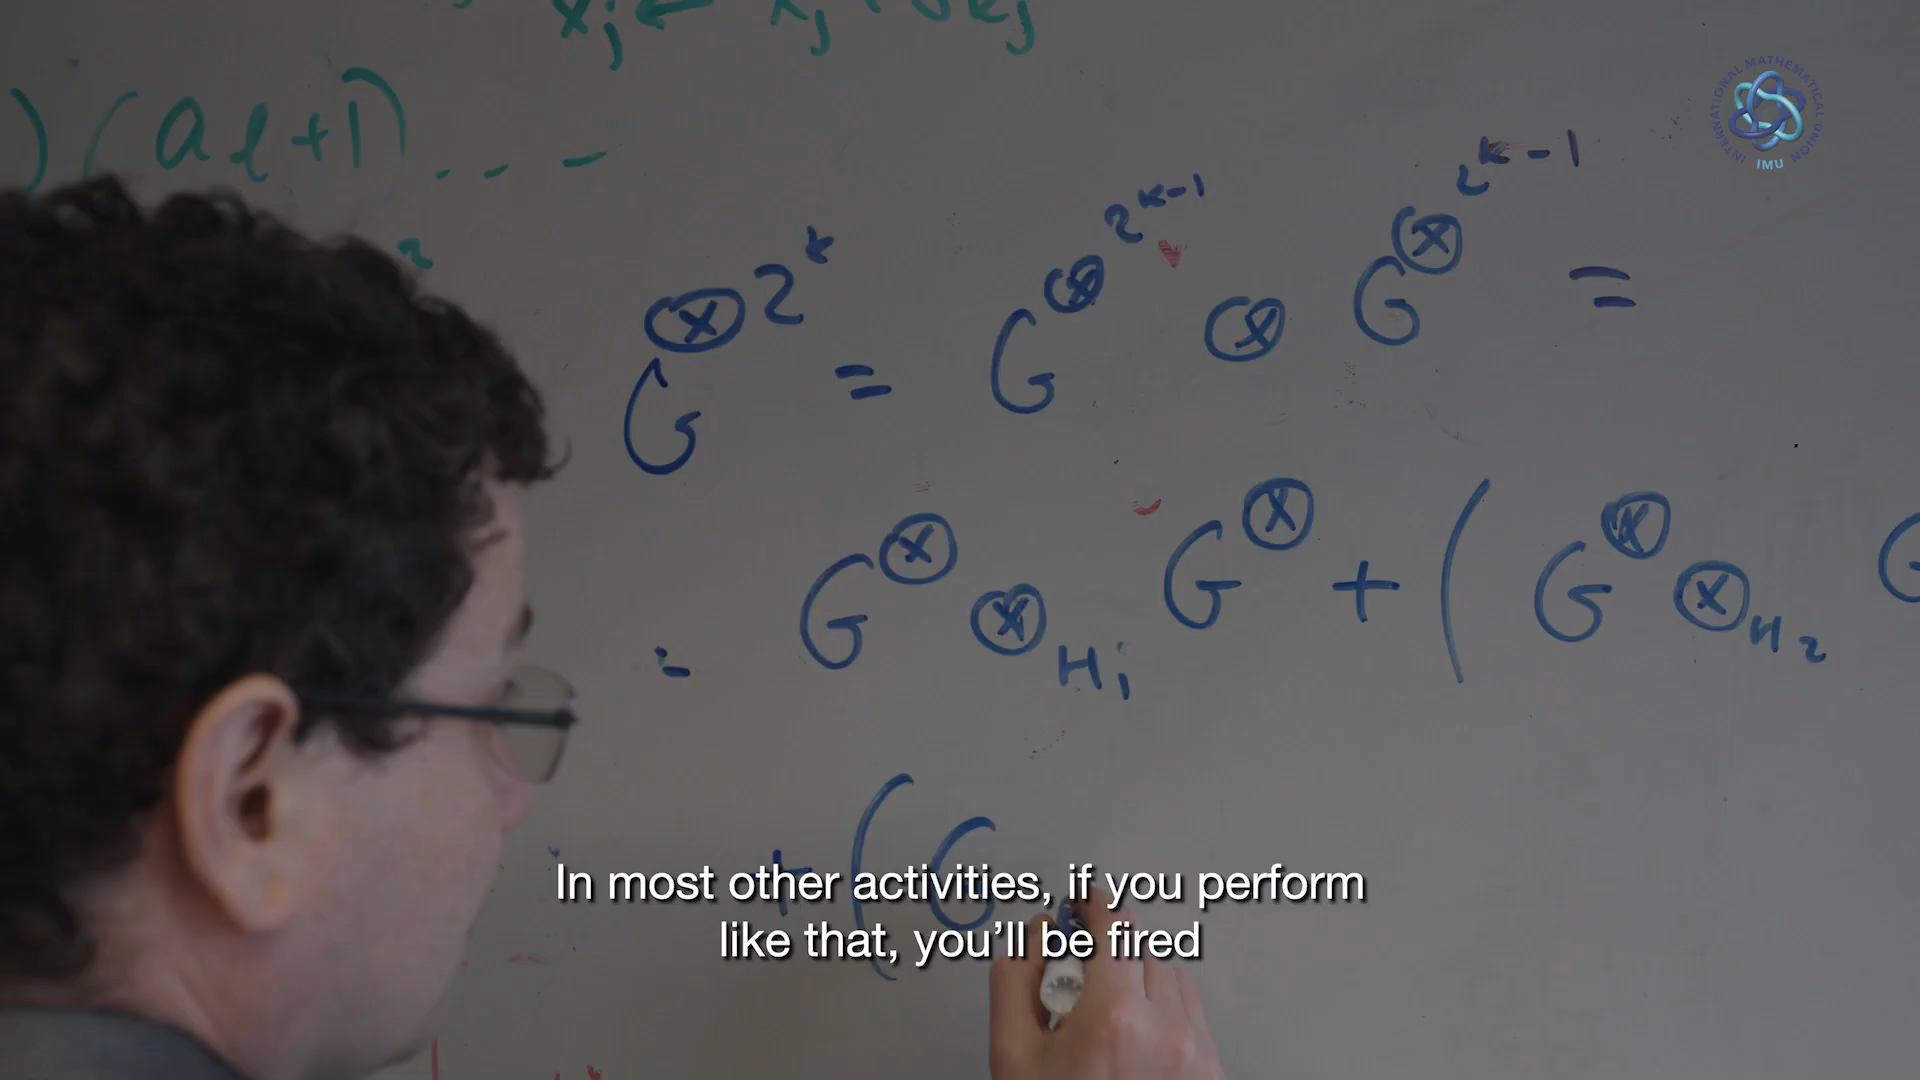 )(al+1)...-
INTERNATIONAL MATHEMATICAL UNION
IMU
G^{⊗2^k} = G^{⊗2^{k-1}} ⊗ G^{⊗2^{k-1}} =
= G^⊗ ⊗_{H_1} G^⊗ + (G^⊗ ⊗_{H_2} G
+ (G
In most other activities, if you perform
like that, you'll be fired